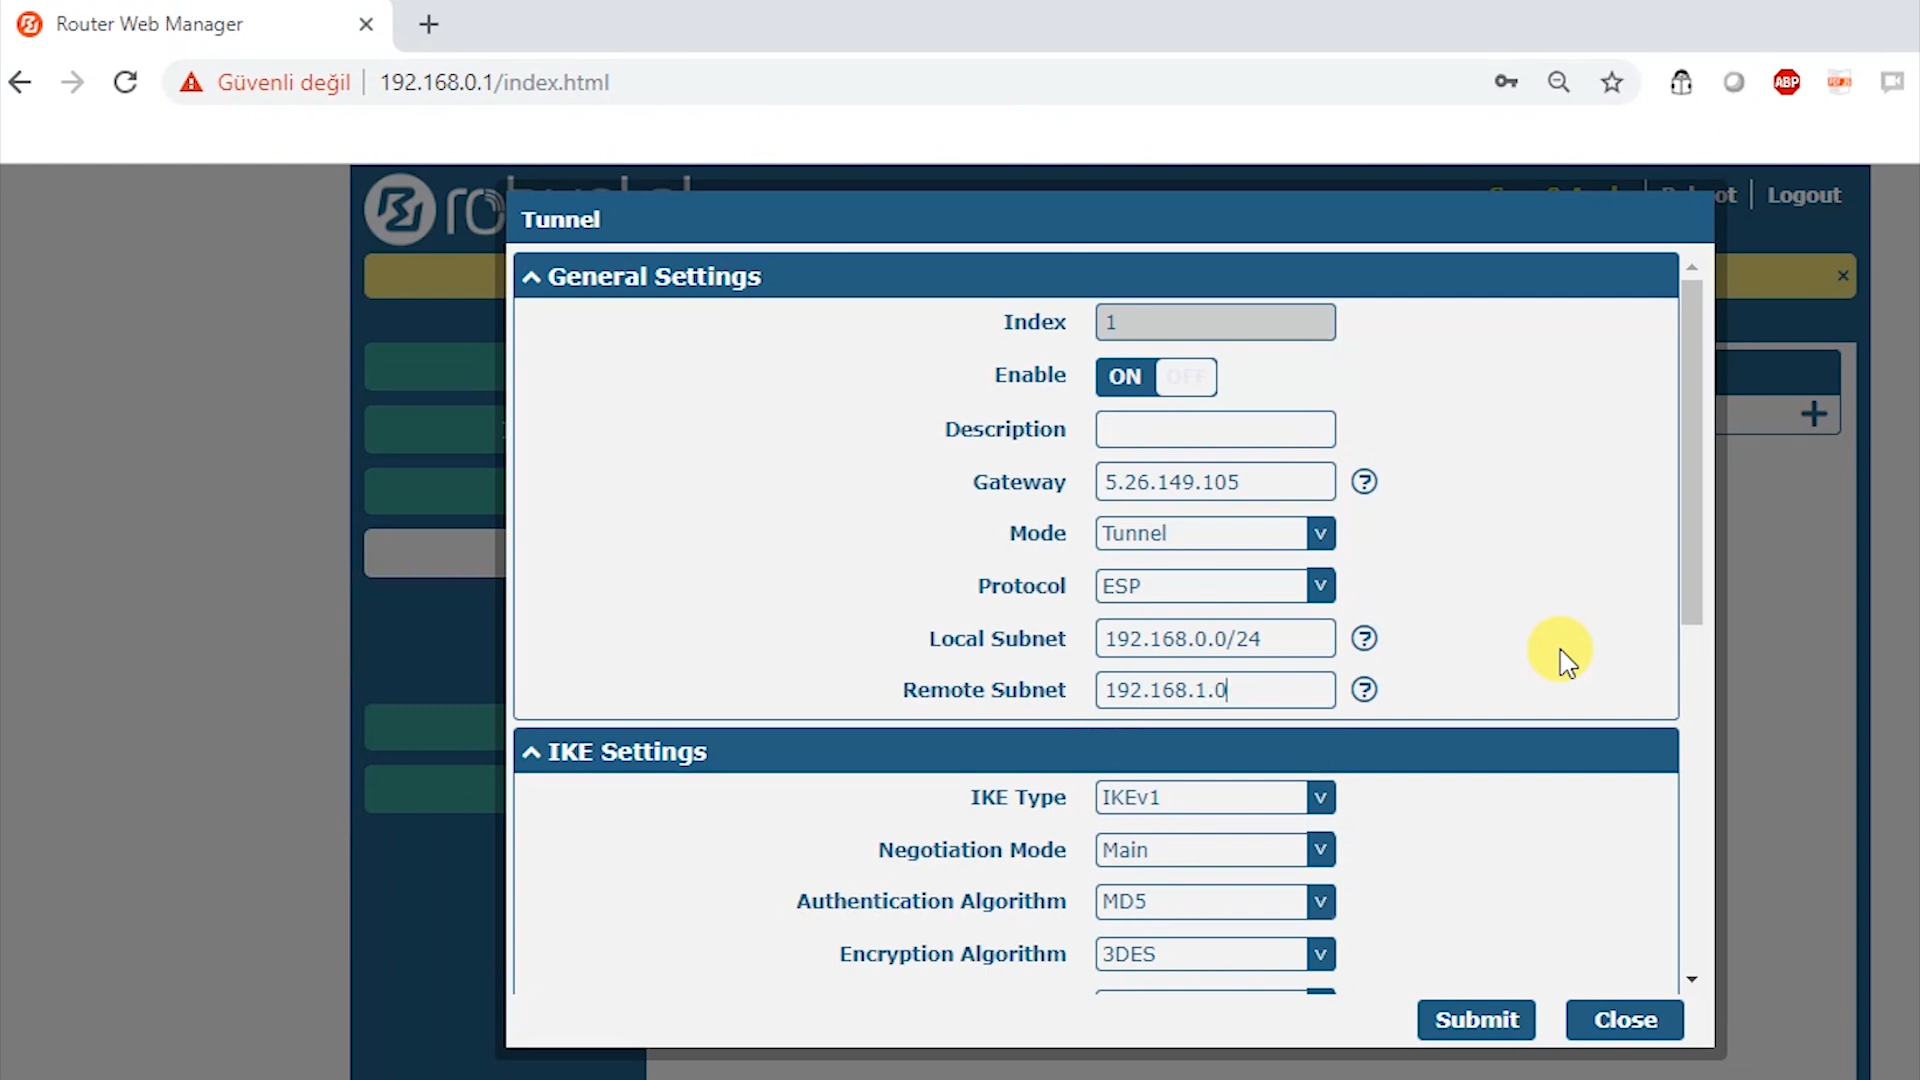 Router Web Manager
Güvenli değil
192.168.0.1/index.html
ABP
Logout
Tunnel
General Settings
Index
1
Enable
ON OFF
Description
Gateway
5.26.149.105
?
Mode
Tunnel
v
Protocol
ESP
v
Local Subnet
192.168.0.0/24
?
Remote Subnet
192.168.1.0
?
IKE Settings
IKE Type
IKEv1
v
Negotiation Mode
Main
v
Authentication Algorithm
MD5
v
Encryption Algorithm
3DES
v
Submit
Close